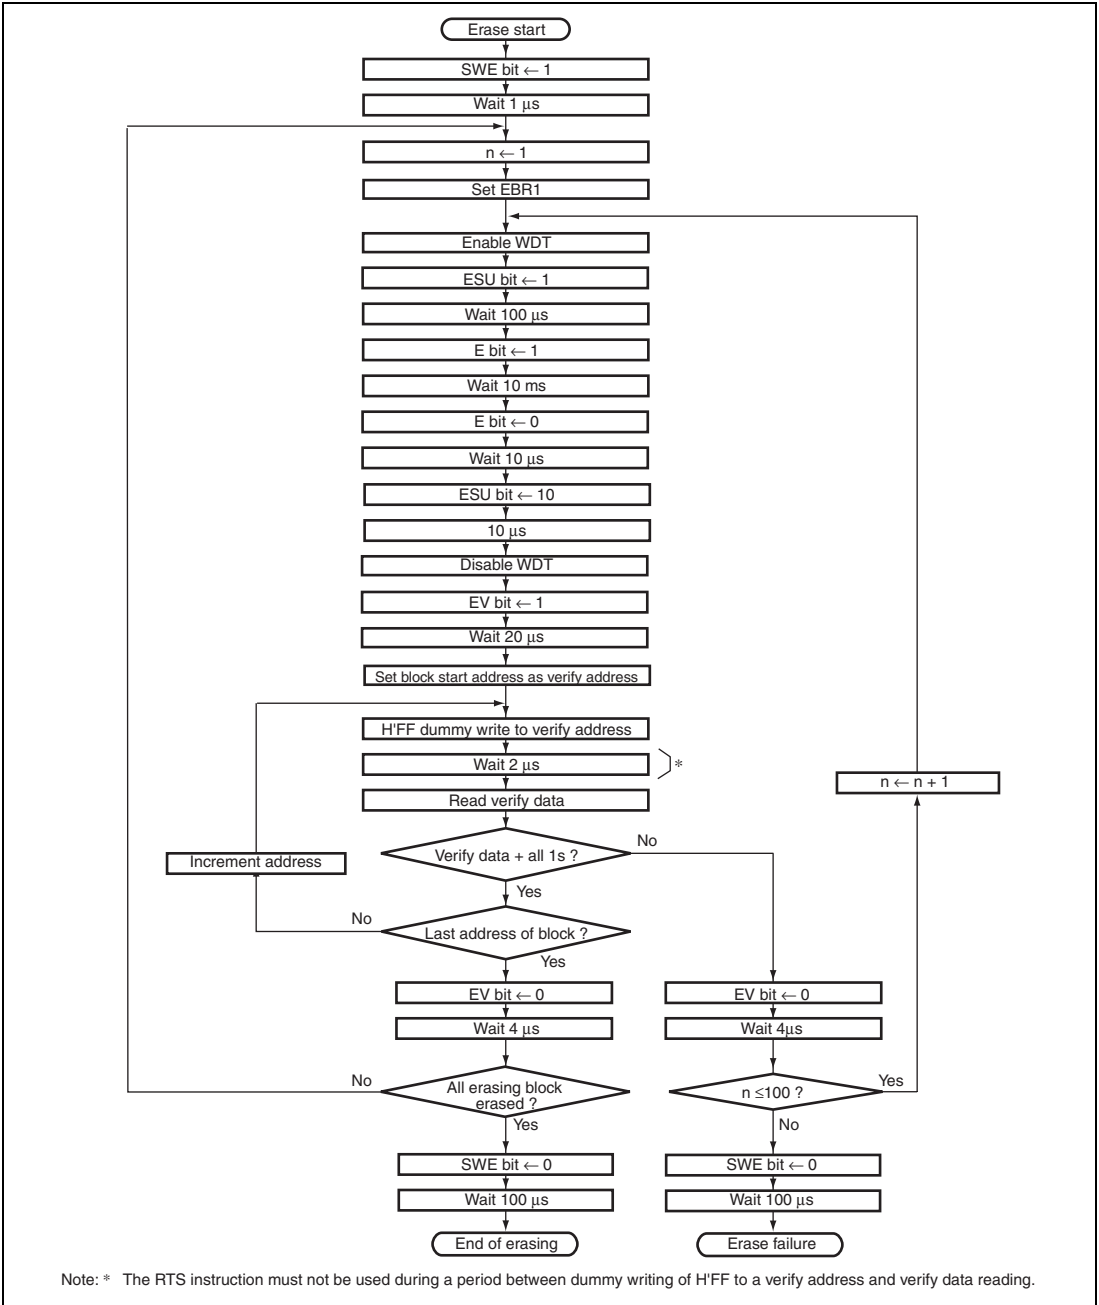 Erase start
SWE bit ← 1
Wait 1 μs
n ← 1
Set EBR1
Enable WDT
ESU bit ← 1
Wait 100 μs
E bit ← 1
Wait 10 ms
E bit ← 0
Wait 10 μs
ESU bit ← 10
10 μs
Disable WDT
EV bit ← 1
Wait 20 μs
Set block start address as verify address
H'FF dummy write to verify address
Wait 2 μs
*
n ← n + 1
Read verify data
No
Verify data + all 1s ?
Increment address
Yes
No
Last address of block ?
Yes
EV bit ← 0
EV bit ← 0
Wait 4 μs
Wait 4μs
No
All erasing block
erased ?
n ≤100 ?
Yes
Yes
No
SWE bit ← 0
SWE bit ← 0
Wait 100 μs
Wait 100 μs
End of erasing
Erase failure
Note: * The RTS instruction must not be used during a period between dummy writing of H'FF to a verify address and verify data reading.